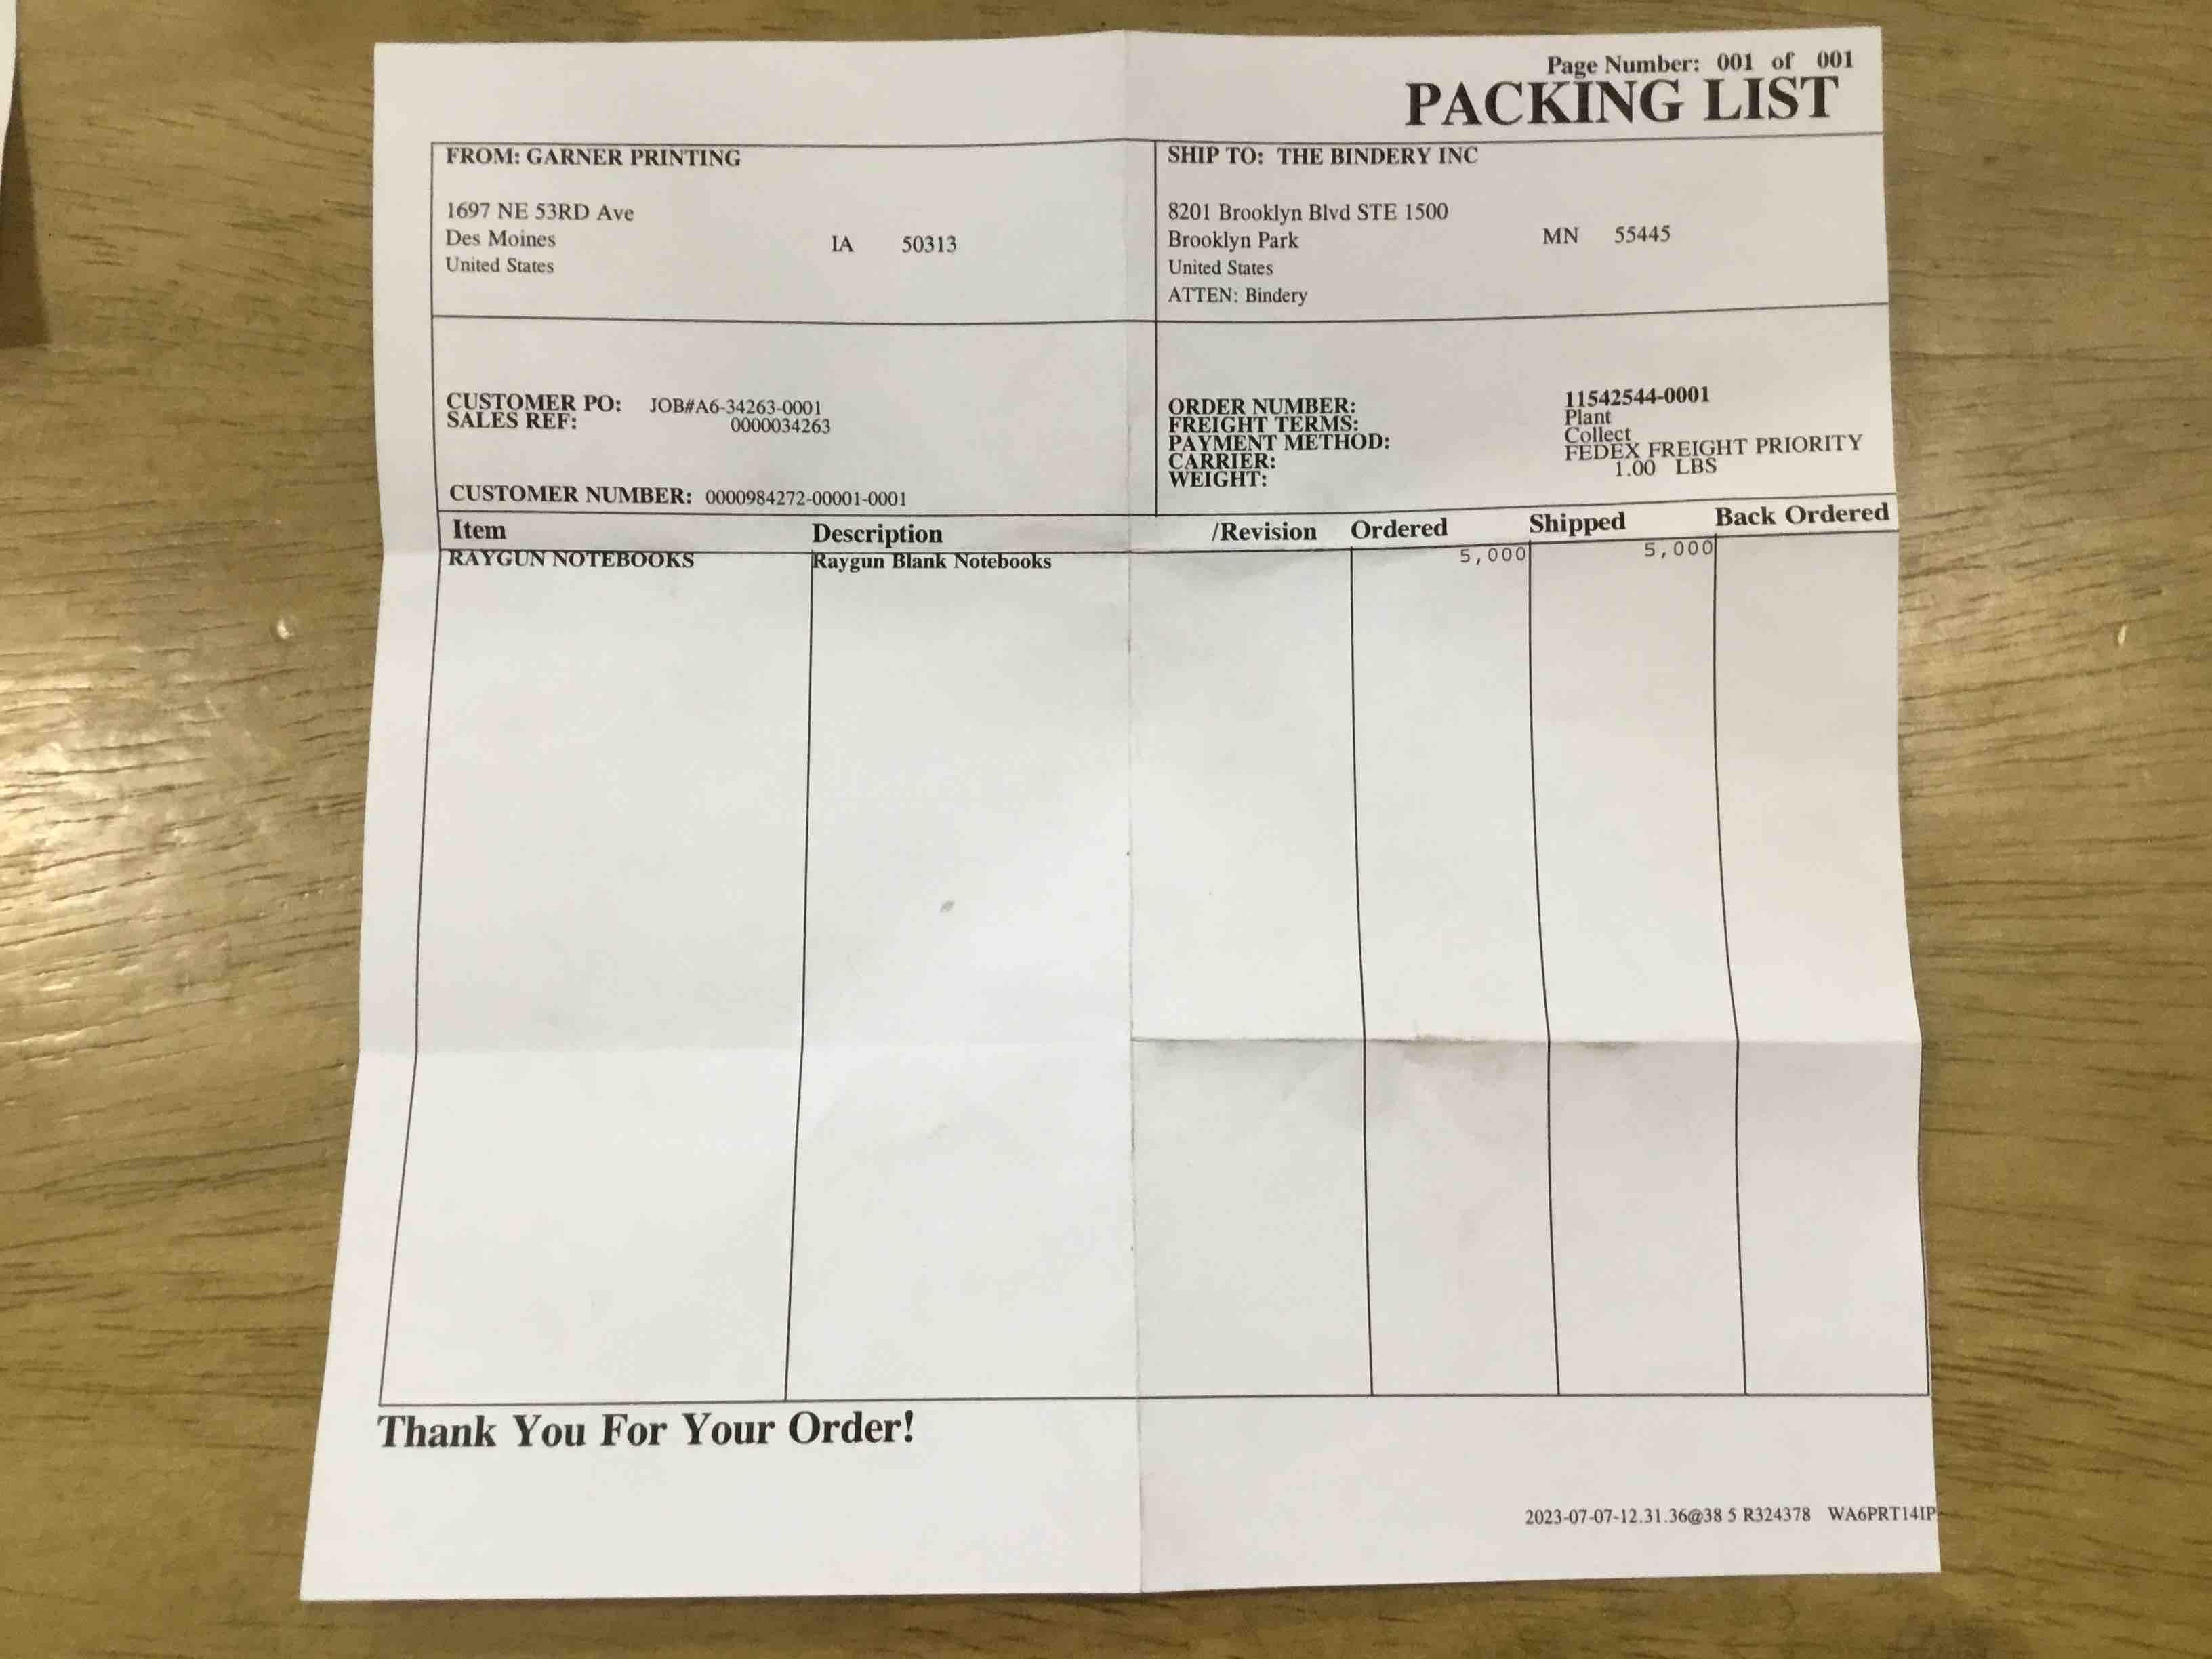 Page Number: 001 of 001
PACKING LIST
FROM: GARNER PRINTING
1697 NE 53RD Ave
Des Moines IA 50313
United States
SHIP TO: THE BINDERY INC
8201 Brooklyn Blvd STE 1500
Brooklyn Park MN 55445
United States
ATTEN: Bindery
CUSTOMER PO: JOB#A6-34263-0001
SALES REF: 0000034263
CUSTOMER NUMBER: 0000984272-00001-0001
ORDER NUMBER: 11542544-0001
FREIGHT TERMS: Plant
PAYMENT METHOD: Collect
CARRIER: FEDEX FREIGHT PRIORITY
WEIGHT: 1.00 LBS
Item Description /Revision Ordered Shipped Back Ordered
RAYGUN NOTEBOOKS Raygun Blank Notebooks 5,000 5,000
Thank You For Your Order!
2023-07-07-12.31.36@38 5 R324378 WA6PRT14IP